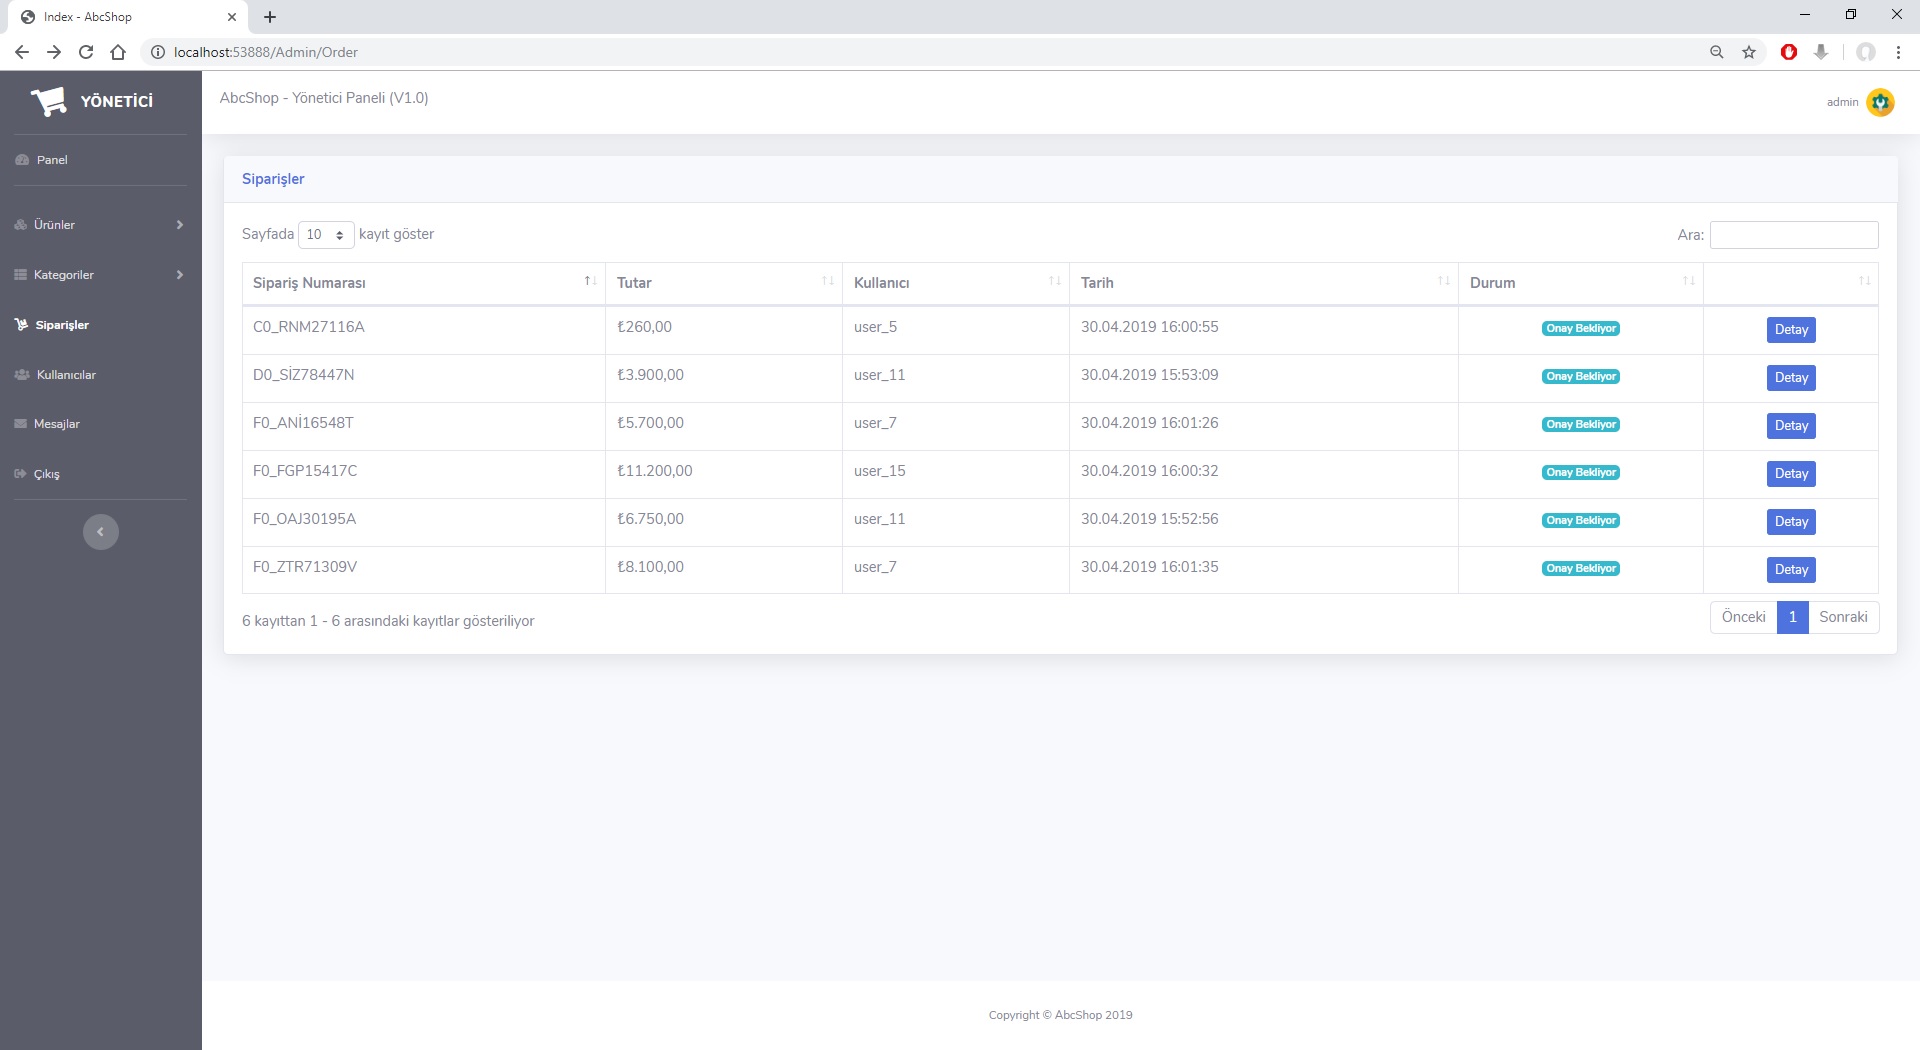 Index - AbcShop
localhost:53888/Admin/Order
YÖNETİCİ
AbcShop - Yönetici Paneli (V1.0)
admin
Panel
Ürünler
Kategoriler
Siparişler
Kullanıcılar
Mesajlar
Çıkış
Siparişler
Sayfada 10 kayıt göster
Ara:
Sipariş Numarası Tutar Kullanıcı Tarih Durum
C0_RNM27116A ₺260,00 user_5 30.04.2019 16:00:55 Onay Bekliyor Detay
D0_SİZ78447N ₺3.900,00 user_11 30.04.2019 15:53:09 Onay Bekliyor Detay
F0_ANİ16548T ₺5.700,00 user_7 30.04.2019 16:01:26 Onay Bekliyor Detay
F0_FGP15417C ₺11.200,00 user_15 30.04.2019 16:00:32 Onay Bekliyor Detay
F0_OAJ30195A ₺6.750,00 user_11 30.04.2019 15:52:56 Onay Bekliyor Detay
F0_ZTR71309V ₺8.100,00 user_7 30.04.2019 16:01:35 Onay Bekliyor Detay
6 kayıttan 1 - 6 arasındaki kayıtlar gösteriliyor
Önceki 1 Sonraki
Copyright © AbcShop 2019